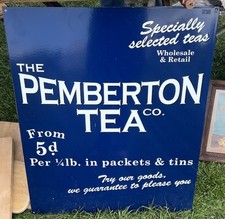 Specially
selected teas
Wholesale
& Retail
THE
PEMBERTON
TEA CO.
From
5d
Per ¼lb. in packets & tins
Try our goods.
we guarantee to please you